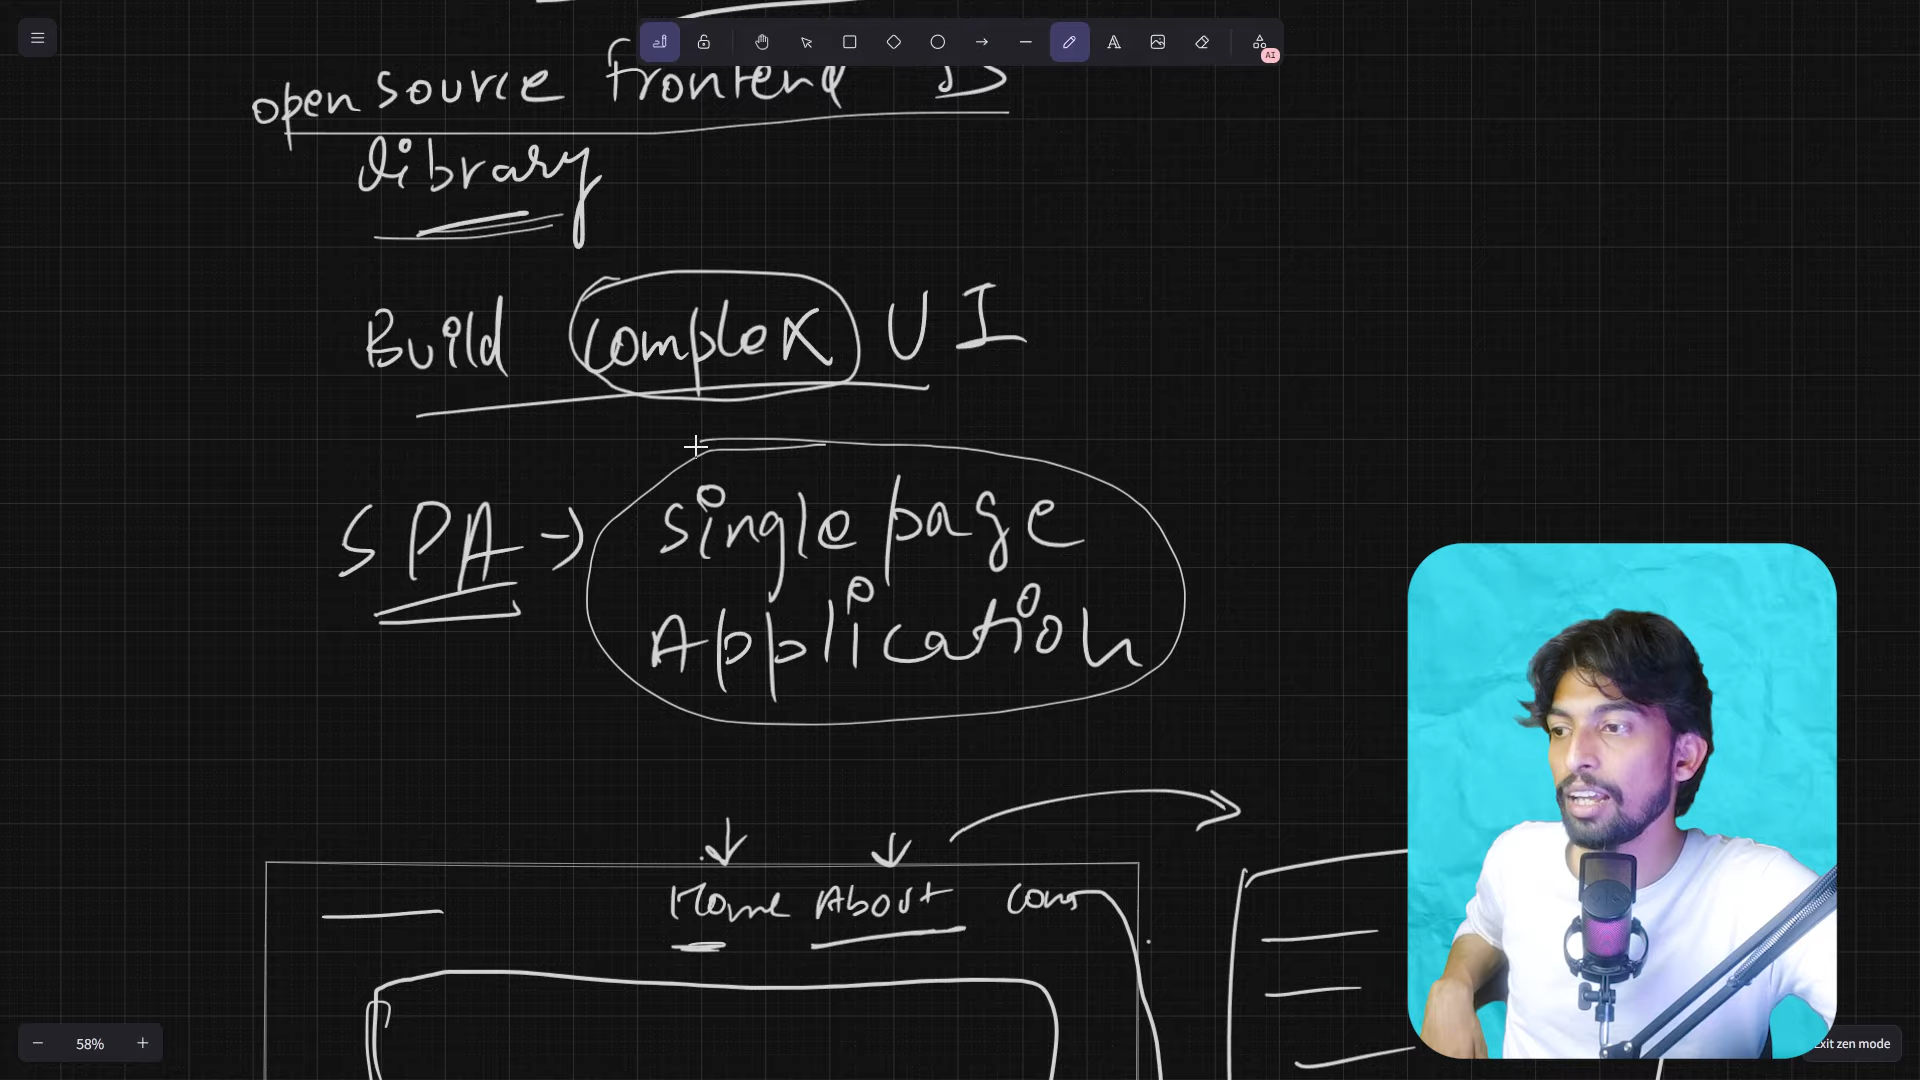 AI
open source frontend JS
library
Build complex UI
SPA → single page
Application
Home About Con
58%
Exit zen mode